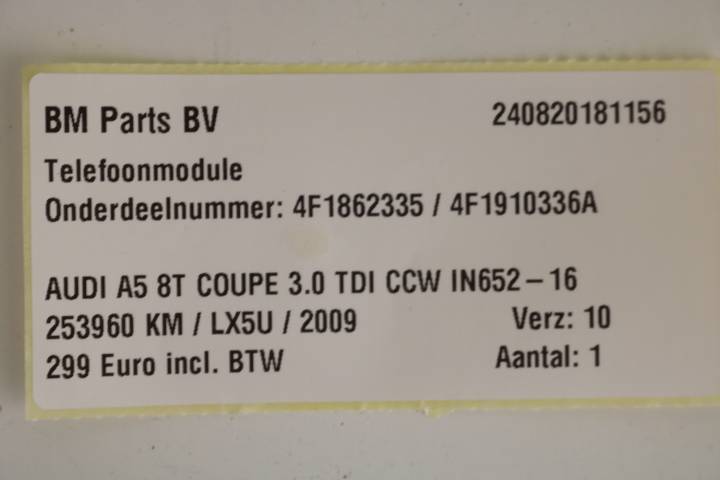 BM Parts BV 240820181156
Telefoonmodule
Onderdeelnummer: 4F1862335 / 4F1910336A
AUDI A5 8T COUPE 3.0 TDI CCW IN652-16
253960 KM / LX5U / 2009 Verz: 10
299 Euro incl. BTW Aantal: 1